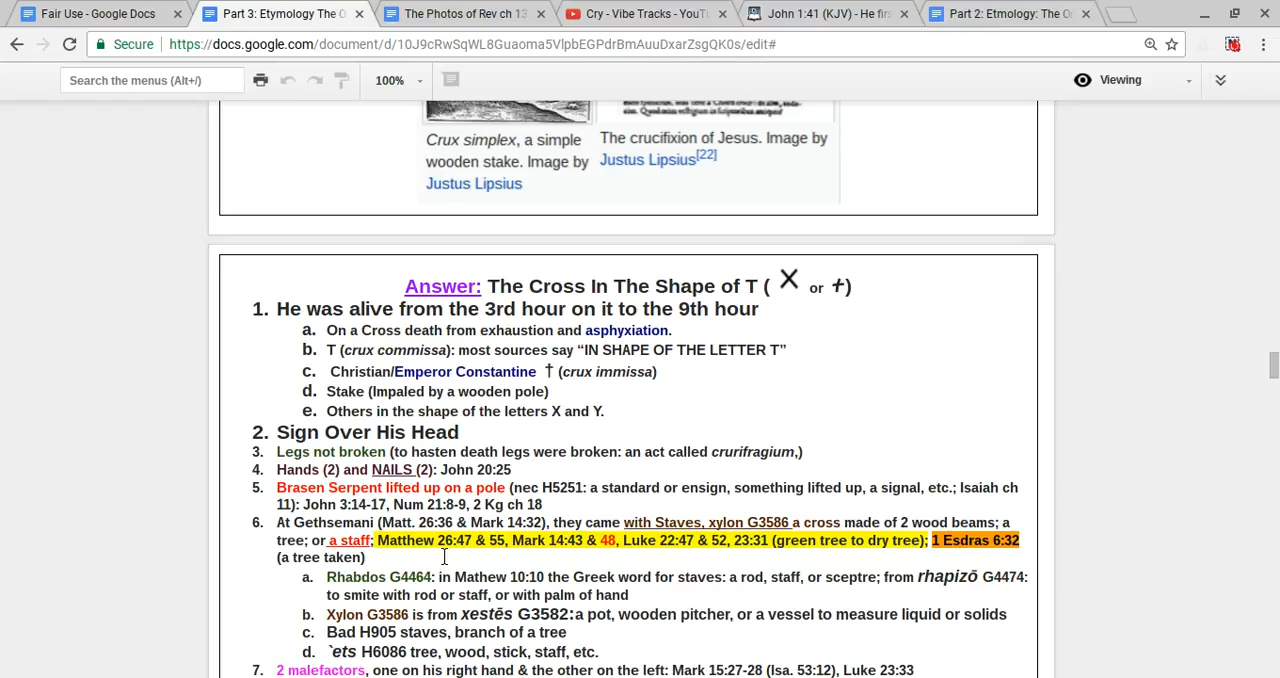 Fair Use - Google Docs
Part 3: Etymology The O
The Photos of Rev ch 13
Cry - Vibe Tracks - YouTu
John 1:41 (KJV) - He firs
Part 2: Etmology: The O
Secure https://docs.google.com/document/d/10J9cRwSqWL8Guaoma5VlpbEGPdrBmAuuDxarZsgQK0s/edit#
Search the menus (Alt+/) 100% Viewing
Crux simplex, a simple
wooden stake. Image by
Justus Lipsius
The crucifixion of Jesus. Image by
Justus Lipsius[22]
Answer: The Cross In The Shape of T ( X or + )
1. He was alive from the 3rd hour on it to the 9th hour
a. On a Cross death from exhaustion and asphyxiation.
b. T (crux commissa): most sources say “IN SHAPE OF THE LETTER T”
c. Christian/Emperor Constantine † (crux immissa)
d. Stake (Impaled by a wooden pole)
e. Others in the shape of the letters X and Y.
2. Sign Over His Head
3. Legs not broken (to hasten death legs were broken: an act called crurifragium,)
4. Hands (2) and NAILS (2): John 20:25
5. Brasen Serpent lifted up on a pole (nec H5251: a standard or ensign, something lifted up, a signal, etc.; Isaiah ch
11): John 3:14-17, Num 21:8-9, 2 Kg ch 18
6. At Gethsemani (Matt. 26:36 & Mark 14:32), they came with Staves, xylon G3586 a cross made of 2 wood beams; a
tree; or a staff; Matthew 26:47 & 55, Mark 14:43 & 48, Luke 22:47 & 52, 23:31 (green tree to dry tree); 1 Esdras 6:32
(a tree taken)
a. Rhabdos G4464: in Mathew 10:10 the Greek word for staves: a rod, staff, or sceptre; from rhapizō G4474:
to smite with rod or staff, or with palm of hand
b. Xylon G3586 is from xestēs G3582: a pot, wooden pitcher, or a vessel to measure liquid or solids
c. Bad H905 staves, branch of a tree
d. `ets H6086 tree, wood, stick, staff, etc.
7. 2 malefactors, one on his right hand & the other on the left: Mark 15:27-28 (Isa. 53:12), Luke 23:33